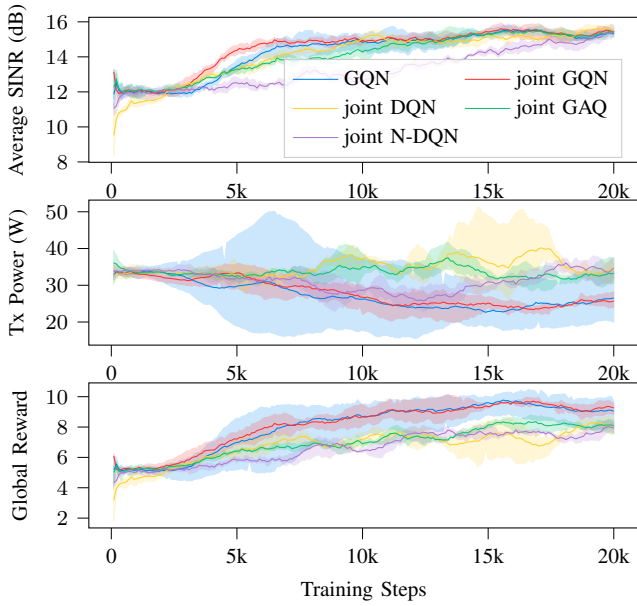 Average SINR (dB)
16
14
12
10
8
GQN
joint GQN
joint DQN
joint GAQ
joint N-DQN
0
5k
10k
15k
20k
Tx Power (W)
50
40
30
20
0
5k
10k
15k
20k
Global Reward
10
8
6
4
2
0
5k
10k
15k
20k
Training Steps